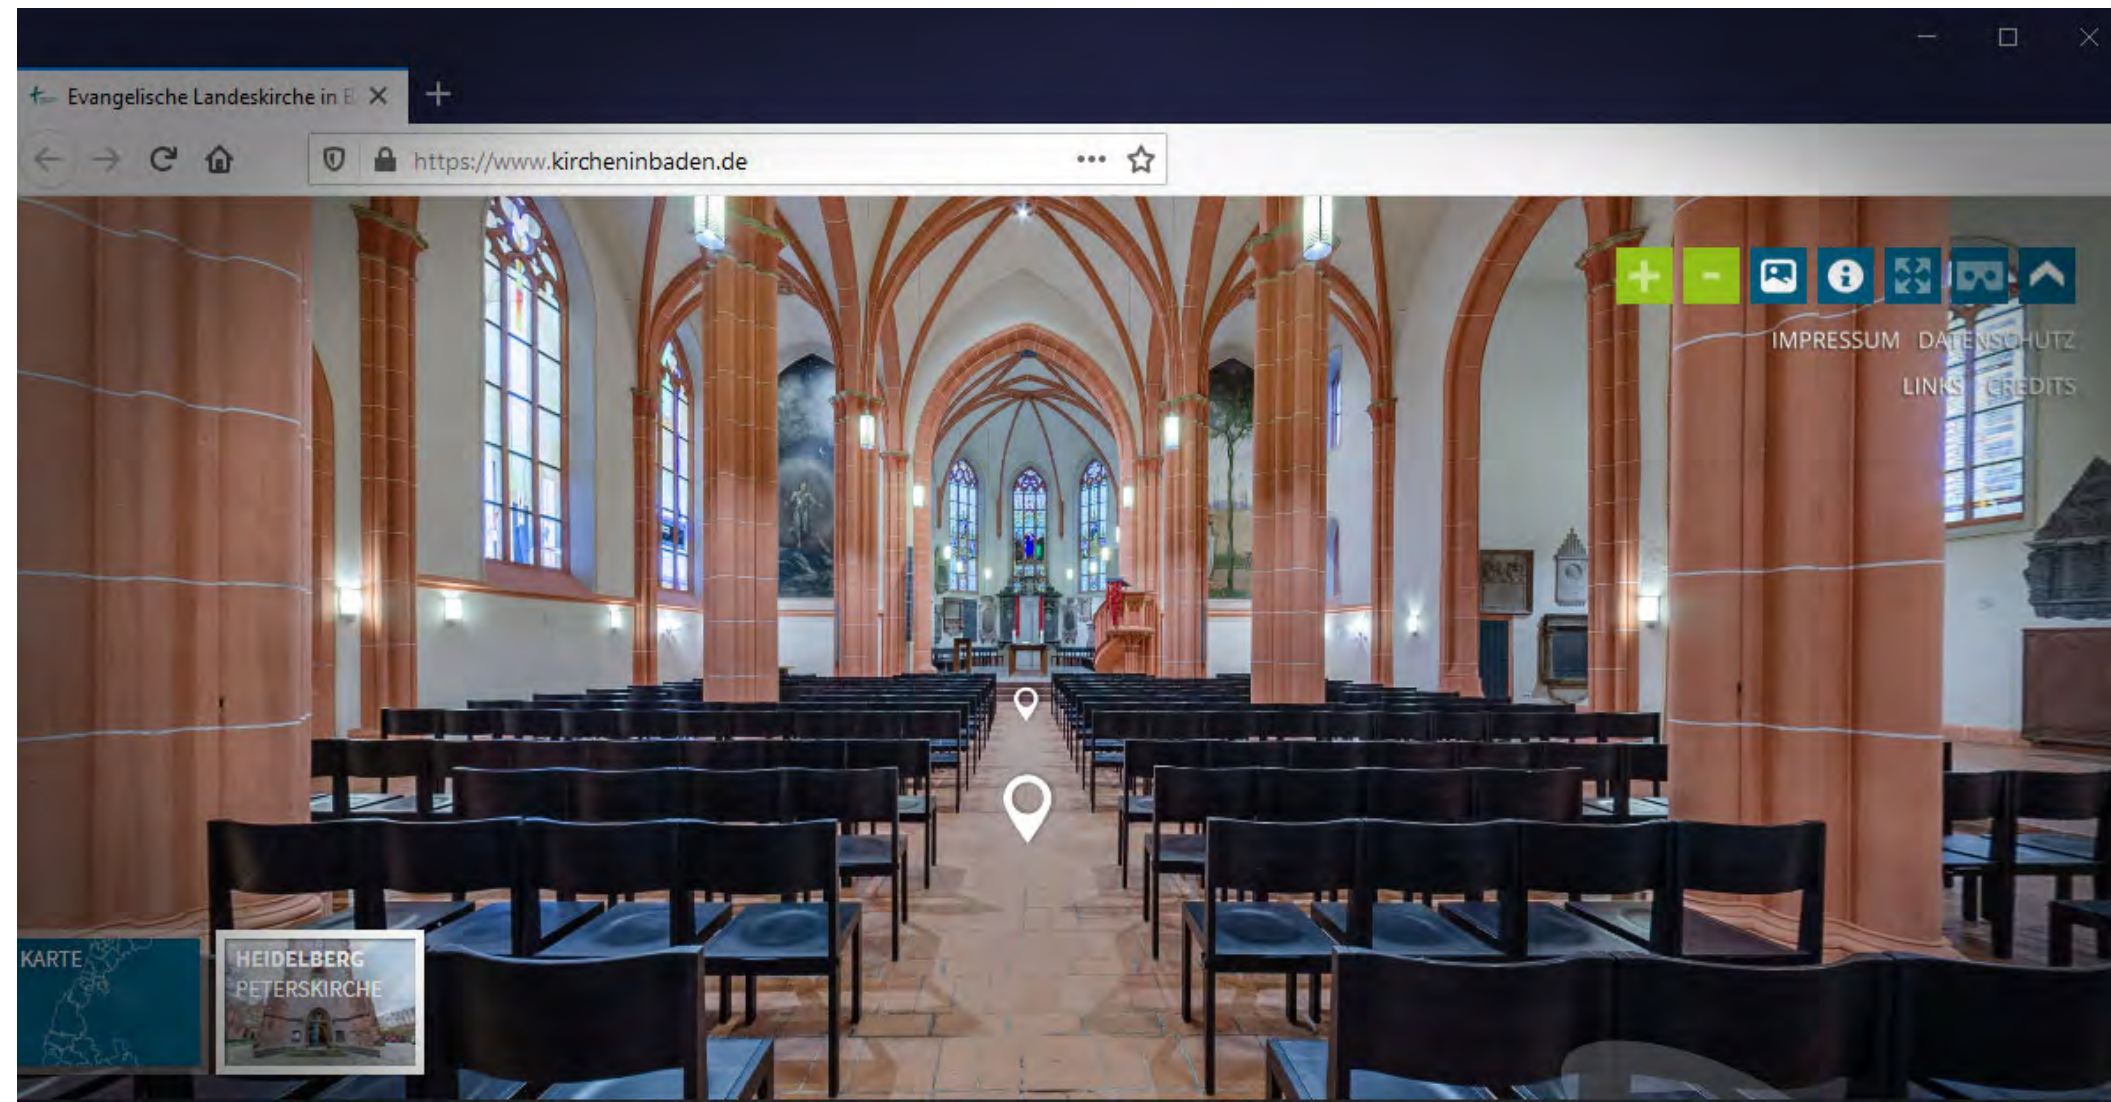 Evangelische Landeskirche in B
https://www.kircheninbaden.de
IMPRESSUM DATENSCHUTZ
LINKS CREDITS
KARTE
HEIDELBERG
PETERSKIRCHE